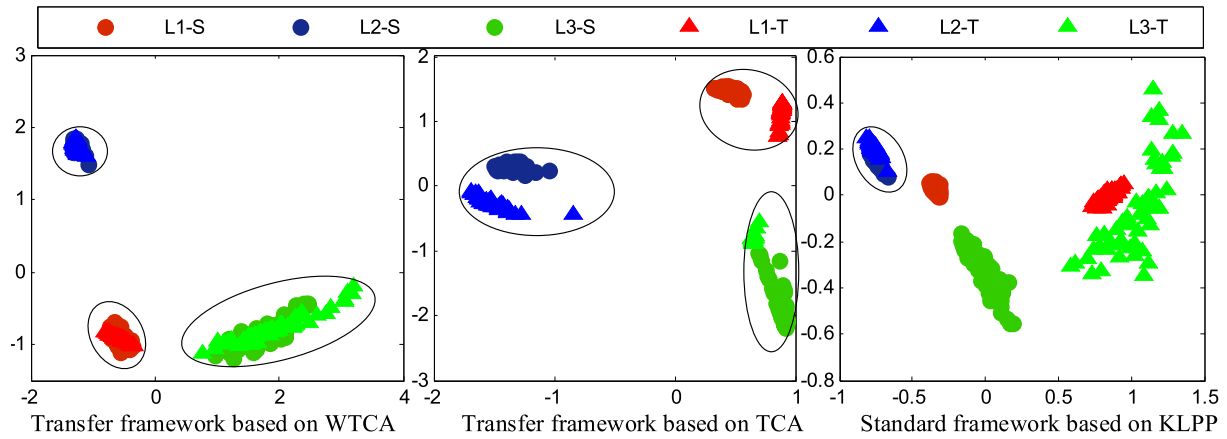 L1-S L2-S L3-S L1-T L2-T L3-T
3 2 1 0 -1
-2 0 2 4
Transfer framework based on WTCA
2 1 0 -1 -2 -3
-2 -1 0 1
Transfer framework based on TCA
0.6 0.4 0.2 0 -0.2 -0.4 -0.6 -0.8
-1 -0.5 0 0.5 1 1.5
Standard framework based on KLPP